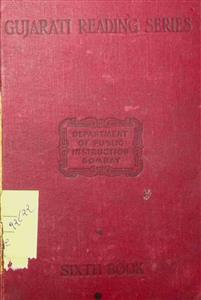 GUJARATI READING SERIES
DEPARTMENT
OF PUBLIC
INSTRUCTION
BOMBAY
SIXTH BOOK